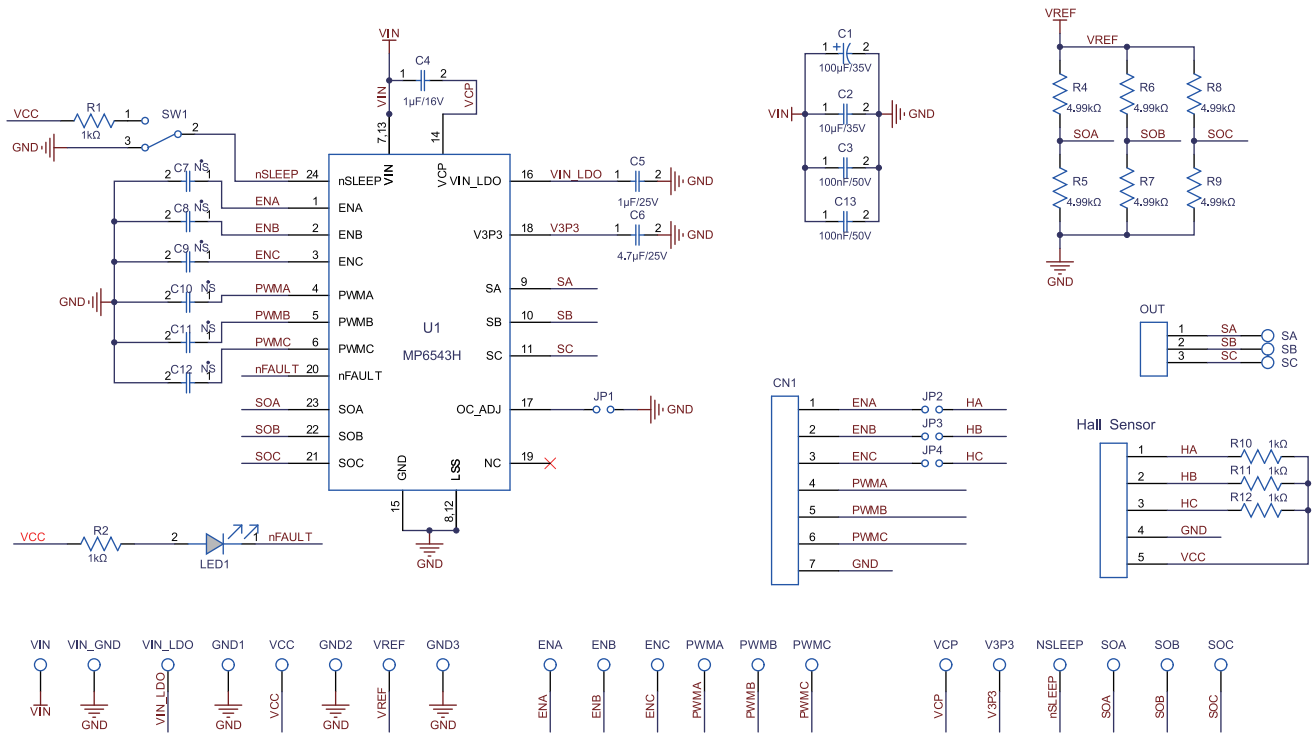 VIN
C4
1 2
1µF/16V
VIN
VCP
7,13
14
VCC
R1
1kΩ
1
SW1
2
3
GND
C7 NS
2 1
C8 NS
2 1
C9 NS
2 1
C10 NS
2 1
C11 NS
2 1
C12 NS
2 1
GND
nSLEEP 24 nSLEEP
ENA 1 ENA
ENB 2 ENB
ENC 3 ENC
PWMA 4 PWMA
PWMB 5 PWMB
PWMC 6 PWMC
nFAULT 20 nFAULT
SOA 23 SOA
SOB 22 SOB
SOC 21 SOC
VIN
VCP
U1
MP6543H
GND
LSS
15
8,12
GND
VIN_LDO 16 VIN_LDO
C5
1 2
1µF/25V
GND
V3P3 18 V3P3
C6
1 2
4.7µF/25V
GND
SA 9 SA
SB 10 SB
SC 11 SC
OC_ADJ 17 JP1 GND
NC 19
C1
1 + 2
100µF/35V
C2
1 2
10µF/35V
VIN
GND
C3
1 2
100nF/50V
C13
1 2
100nF/50V
VREF
VREF
R4
4.99kΩ
R6
4.99kΩ
R8
4.99kΩ
SOA
SOB
SOC
R5
4.99kΩ
R7
4.99kΩ
R9
4.99kΩ
GND
OUT
1 SA SA
2 SB SB
3 SC SC
CN1
1 ENA JP2 HA
2 ENB JP3 HB
3 ENC JP4 HC
4 PWMA
5 PWMB
6 PWMC
7 GND
Hall Sensor
1 HA R10 1kΩ
2 HB R11 1kΩ
3 HC R12 1kΩ
4 GND
5 VCC
VCC
R2
1kΩ
2 1 nFAULT
LED1
VIN VIN_GND VIN_LDO GND1 VCC GND2 VREF GND3 ENA ENB ENC PWMA PWMB PWMC VCP V3P3 NSLEEP SOA SOB SOC
VIN GND VIN_LDO GND VCC GND VREF GND ENA ENB ENC PWMA PWMB PWMC VCP V3P3 nSLEEP SOA SOB SOC